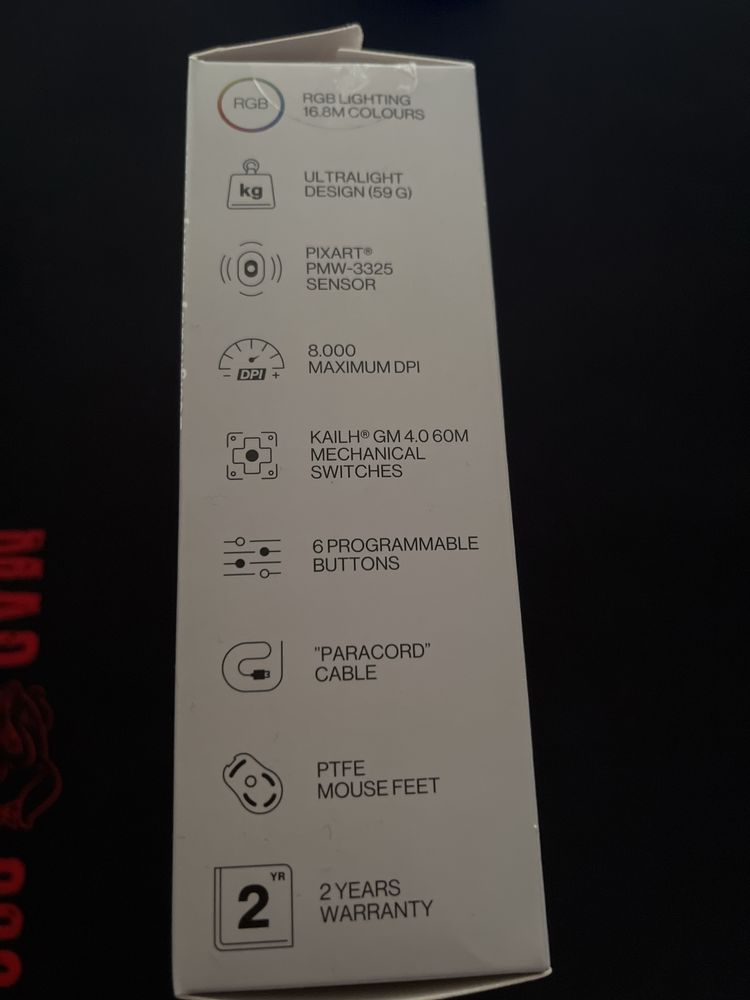 RGB
RGB LIGHTING
16.8M COLOURS
kg
ULTRALIGHT
DESIGN (59 G)
PIXART®
PMW-3325
SENSOR
8.000
MAXIMUM DPI
- DPI +
KAILH® GM 4.0 60M
MECHANICAL
SWITCHES
6 PROGRAMMABLE
BUTTONS
"PARACORD"
CABLE
PTFE
MOUSE FEET
2 YR
2 YEARS
WARRANTY